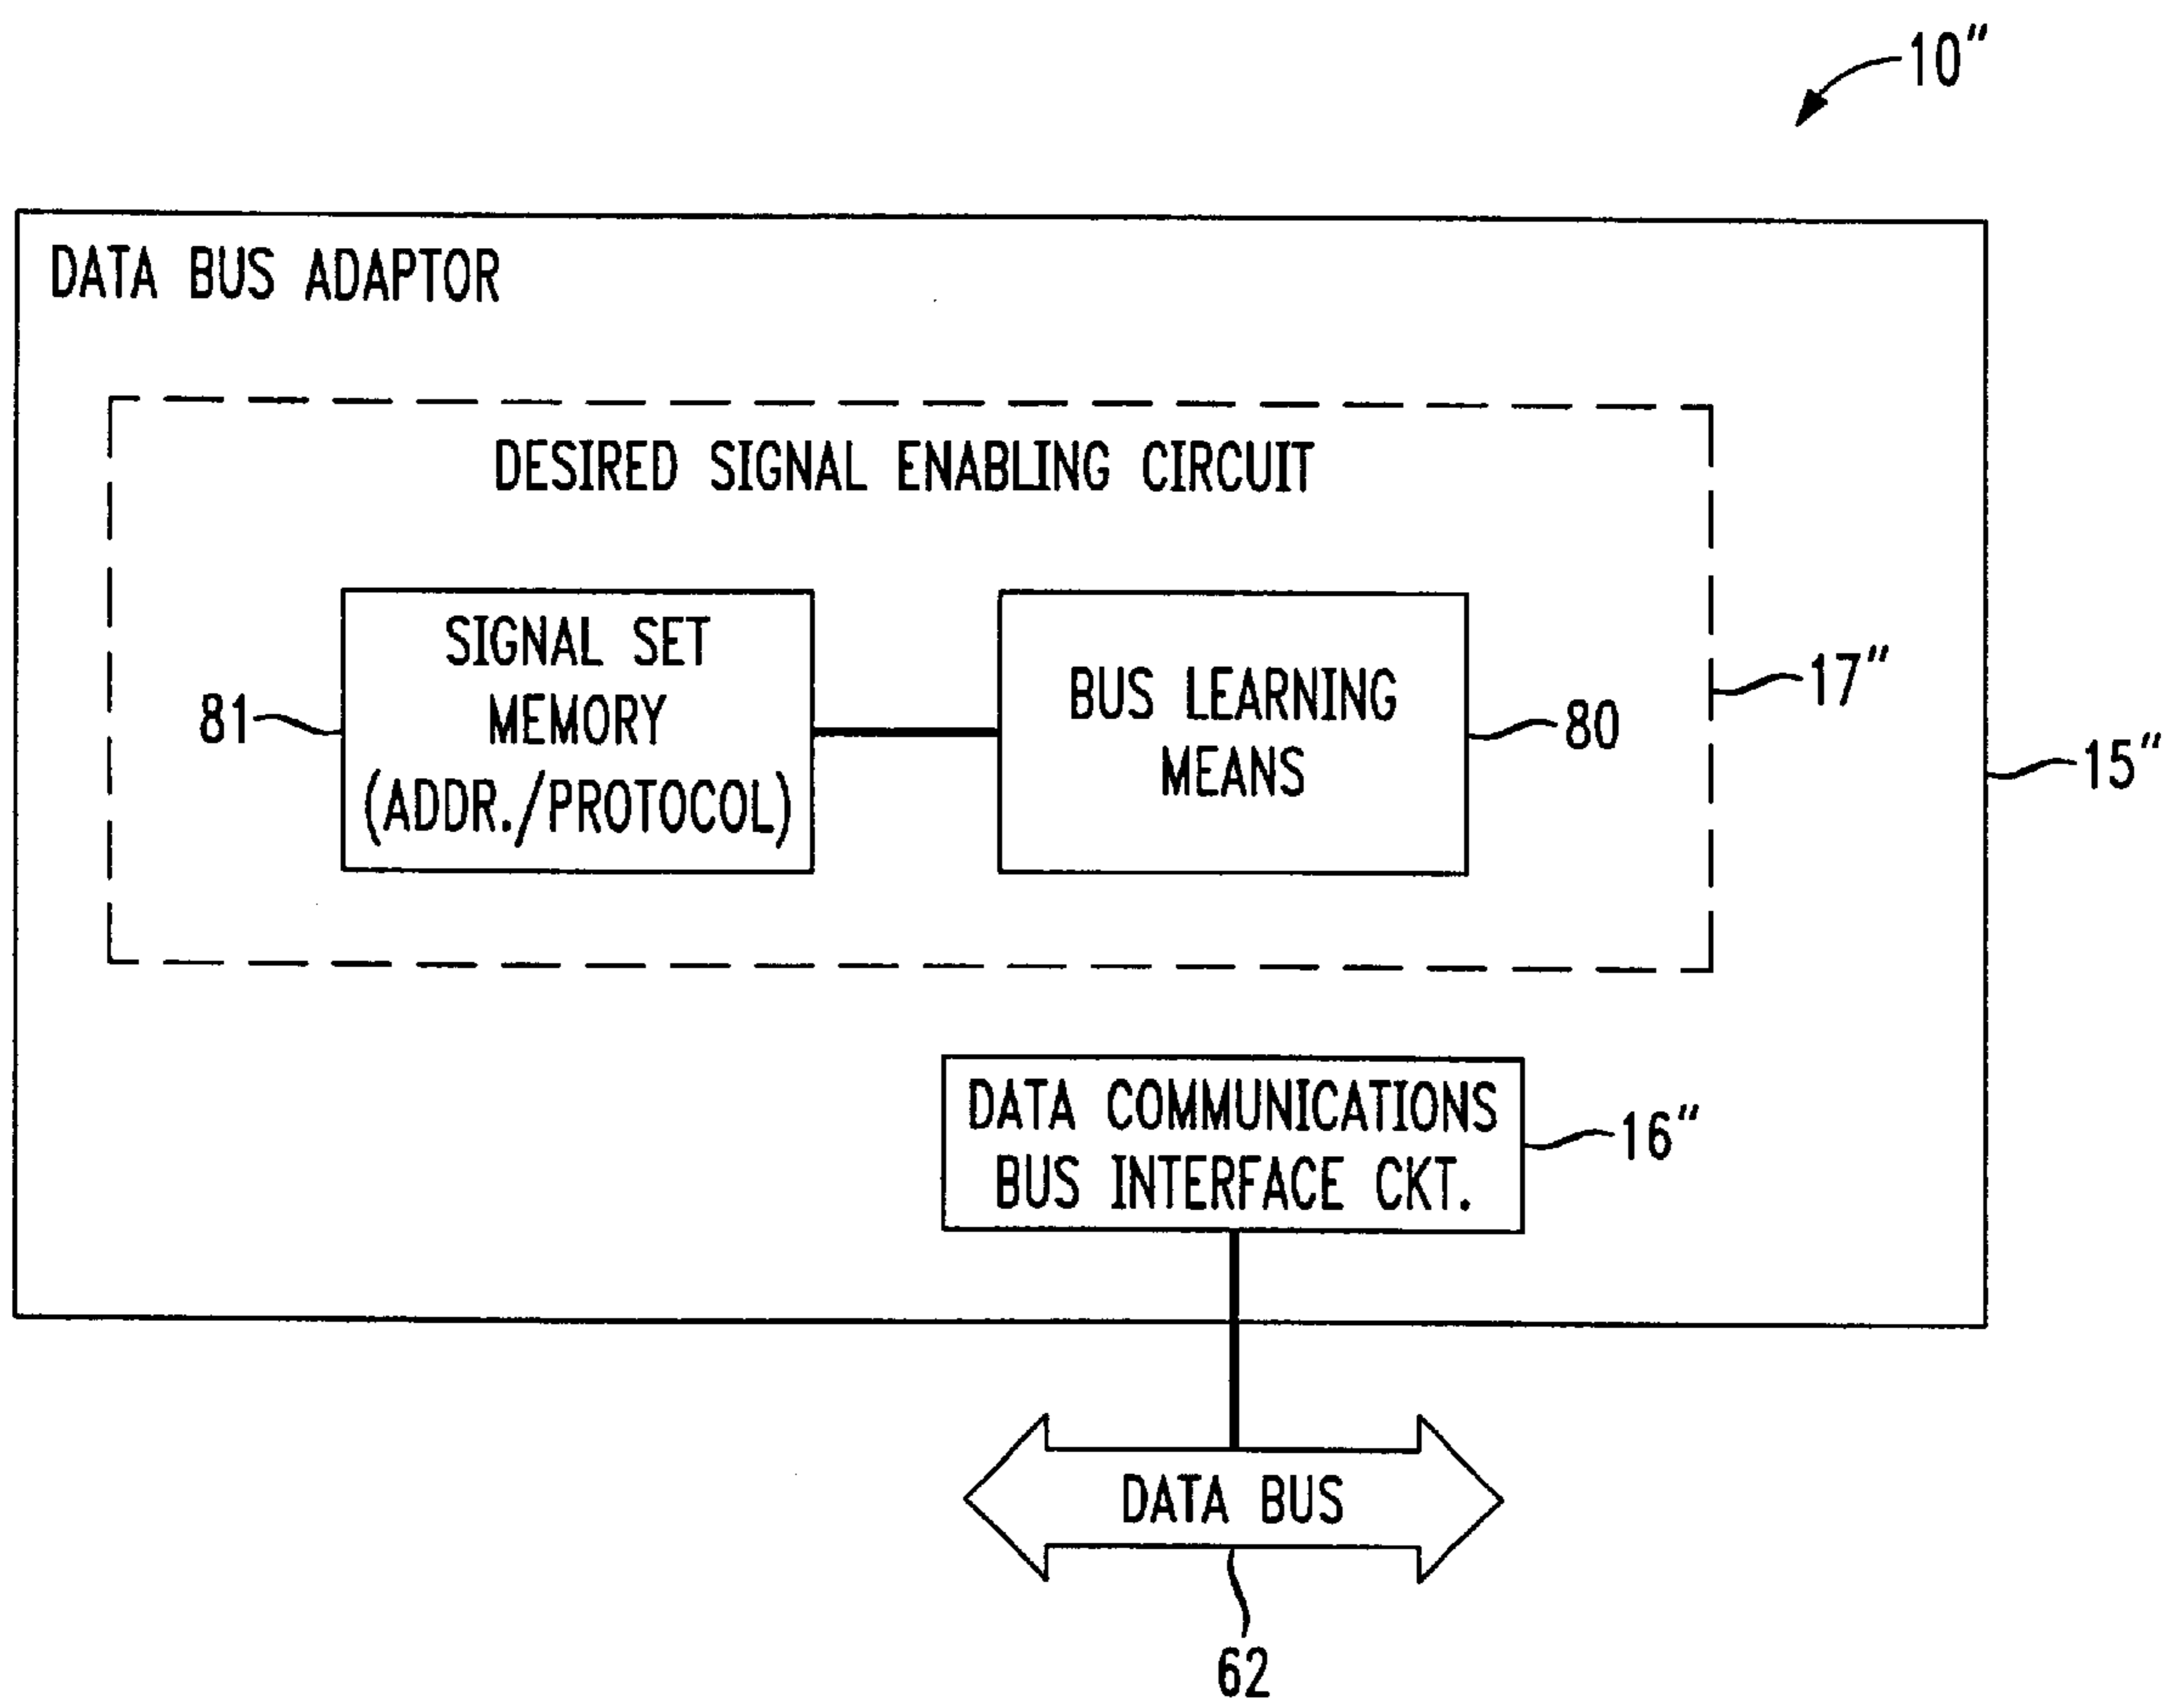 10"
DATA BUS ADAPTOR
DESIRED SIGNAL ENABLING CIRCUIT
SIGNAL SET
MEMORY
(ADDR./PROTOCOL)
81
BUS LEARNING
MEANS
80
17"
15"
DATA COMMUNICATIONS
BUS INTERFACE CKT.
16"
DATA BUS
62